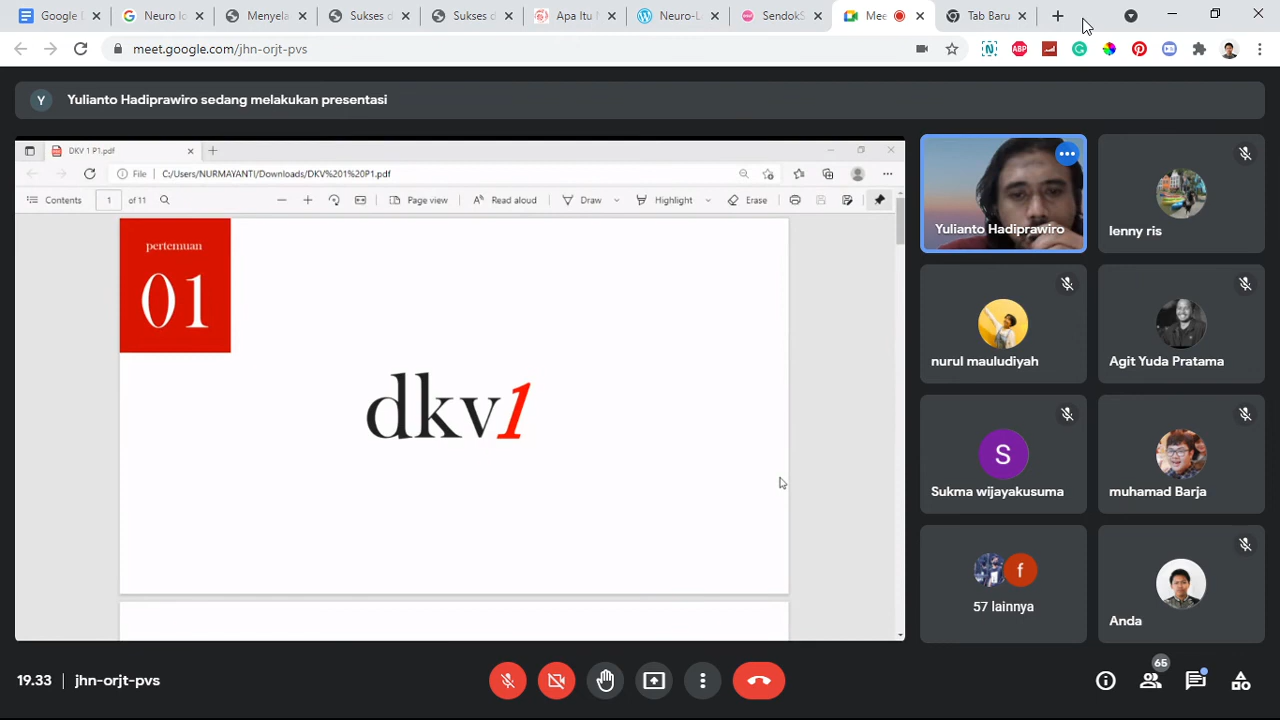 Google
Neuro
Menyela
Sukses d
Sukses d
Apa Itu
Neuro-L
SendokS
Mee
Tab Baru
meet.google.com/jhn-orjt-pvs
ABP
Y
Yulianto Hadiprawiro sedang melakukan presentasi
DKV 1 P1.pdf
File
C:/Users/NURMAYANTI/Downloads/DKV%201%20P1.pdf
Contents
1
of 11
Page view
Read aloud
Draw
Highlight
Erase
pertemuan
01
dkv1
Yulianto Hadiprawiro
lenny ris
nurul mauludiyah
Agit Yuda Pratama
S
Sukma wijayakusuma
muhamad Barja
f
57 lainnya
Anda
19.33
jhn-orjt-pvs
65